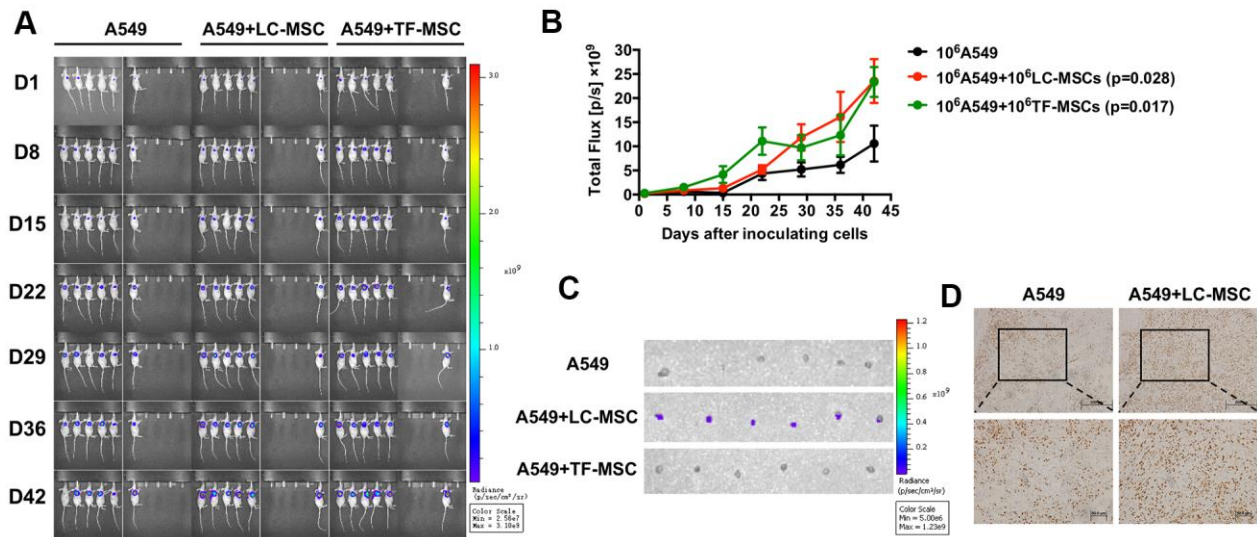 A
A549
A549+LC-MSC
A549+TF-MSC
D1
D8
D15
D22
D29
D36
D42
3.0
2.0
x10⁹
1.0
Radiance
(p/sec/cm²/sr)
Color Scale
Min = 2.56e7
Max = 3.10e9
B
Total Flux [p/s] ×10⁹
30
25
20
15
10
5
0
0 5 10 15 20 25 30 35 40 45
Days after inoculating cells
10⁶A549
10⁶A549+10⁶LC-MSCs (p=0.028)
10⁶A549+10⁶TF-MSCs (p=0.017)
C
A549
A549+LC-MSC
A549+TF-MSC
1.2
1.0
0.8
x10⁹
0.6
0.4
0.2
Radiance
(p/sec/cm²/sr)
Color Scale
Min = 5.00e6
Max = 1.23e9
D
A549
A549+LC-MSC